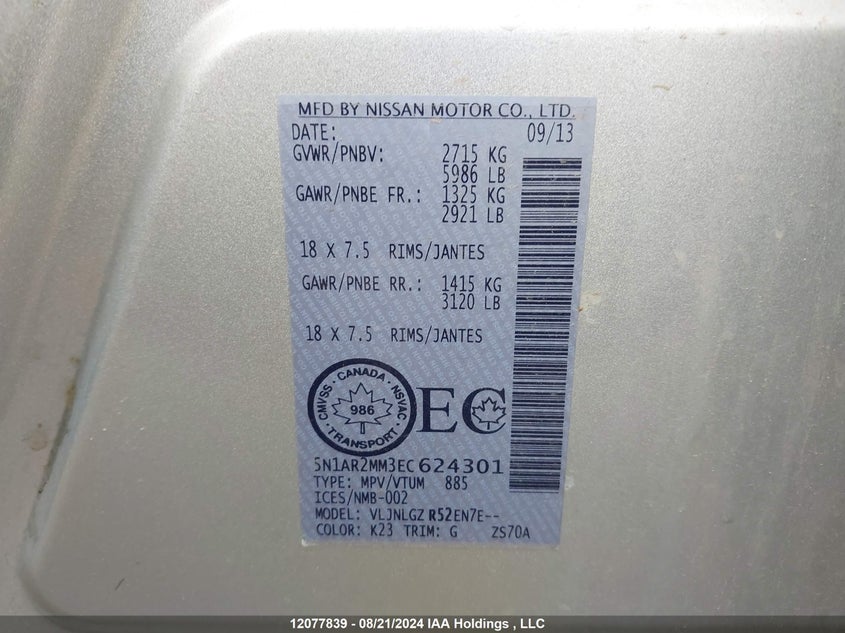 MFD BY NISSAN MOTOR CO., LTD.
DATE: 09/13
GVWR/PNBV: 2715 KG
5986 LB
GAWR/PNBE FR.: 1325 KG
2921 LB
18 X 7.5 RIMS/JANTES
GAWR/PNBE RR.: 1415 KG
3120 LB
18 X 7.5 RIMS/JANTES
CMVSS · CANADA · NSVAC · TRANSPORT
986
EC
5N1AR2MM3EC624301
TYPE: MPV/VTUM 885
ICES/NMB-002
MODEL: VLJNLGZ R52EN7E--
COLOR: K23 TRIM: G ZS70A
12077839 - 08/21/2024 IAA Holdings , LLC